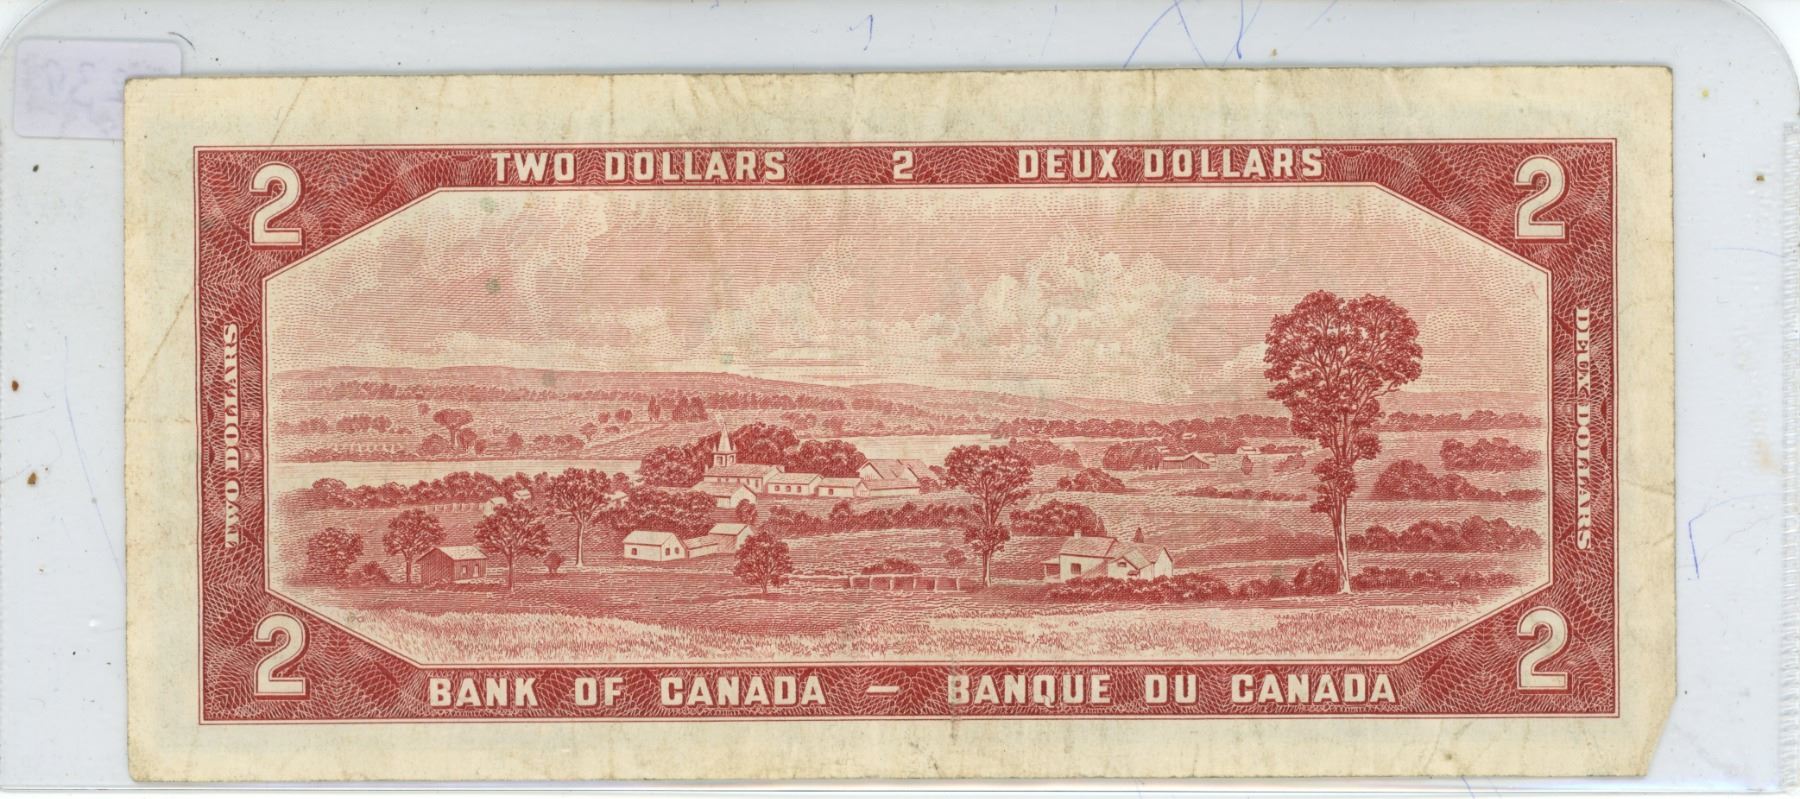 TWO DOLLARS 2 DEUX DOLLARS
2 2
TWO DOLLARS
DEUX DOLLARS
2 2
BANK OF CANADA — BANQUE DU CANADA